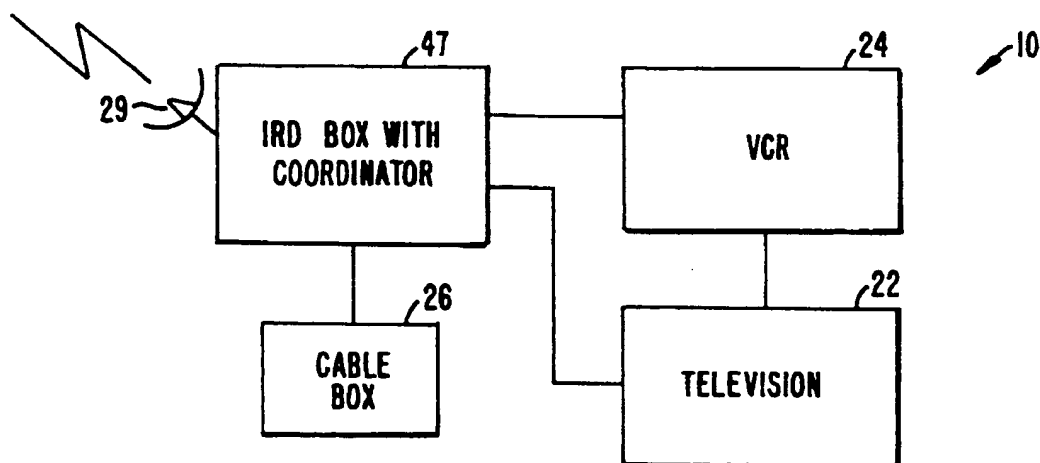 47
24
10
29
IRD BOX WITH
COORDINATOR
VCR
26
22
CABLE
BOX
TELEVISION